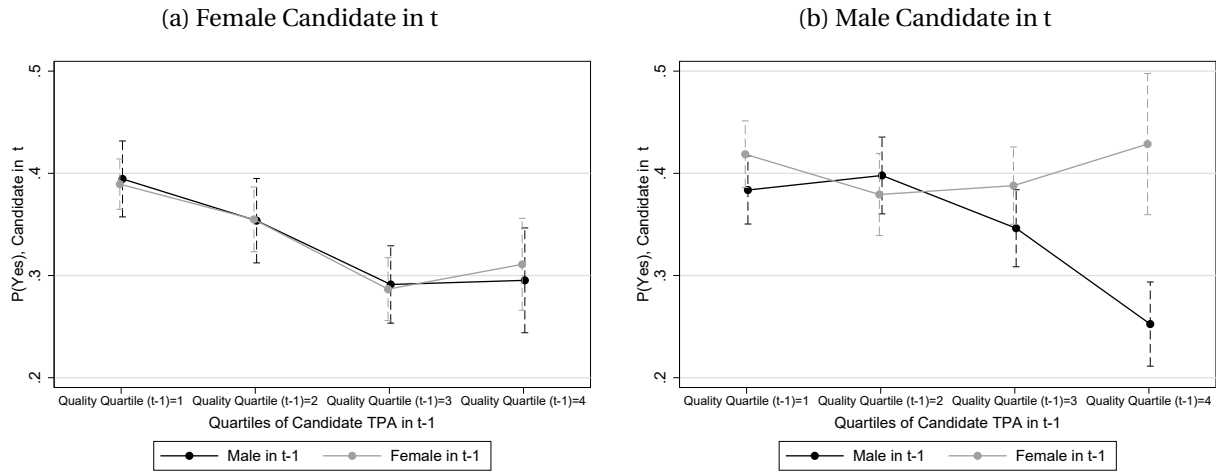 (a) Female Candidate in t
P(Yes), Candidate in t
.5
.4
.3
.2
Quality Quartile (t-1)=1 Quality Quartile (t-1)=2 Quality Quartile (t-1)=3 Quality Quartile (t-1)=4
Quartiles of Candidate TPA in t-1
Male in t-1 Female in t-1
(b) Male Candidate in t
P(Yes), Candidate in t
.5
.4
.3
.2
Quality Quartile (t-1)=1 Quality Quartile (t-1)=2 Quality Quartile (t-1)=3 Quality Quartile (t-1)=4
Quartiles of Candidate TPA in t-1
Male in t-1 Female in t-1